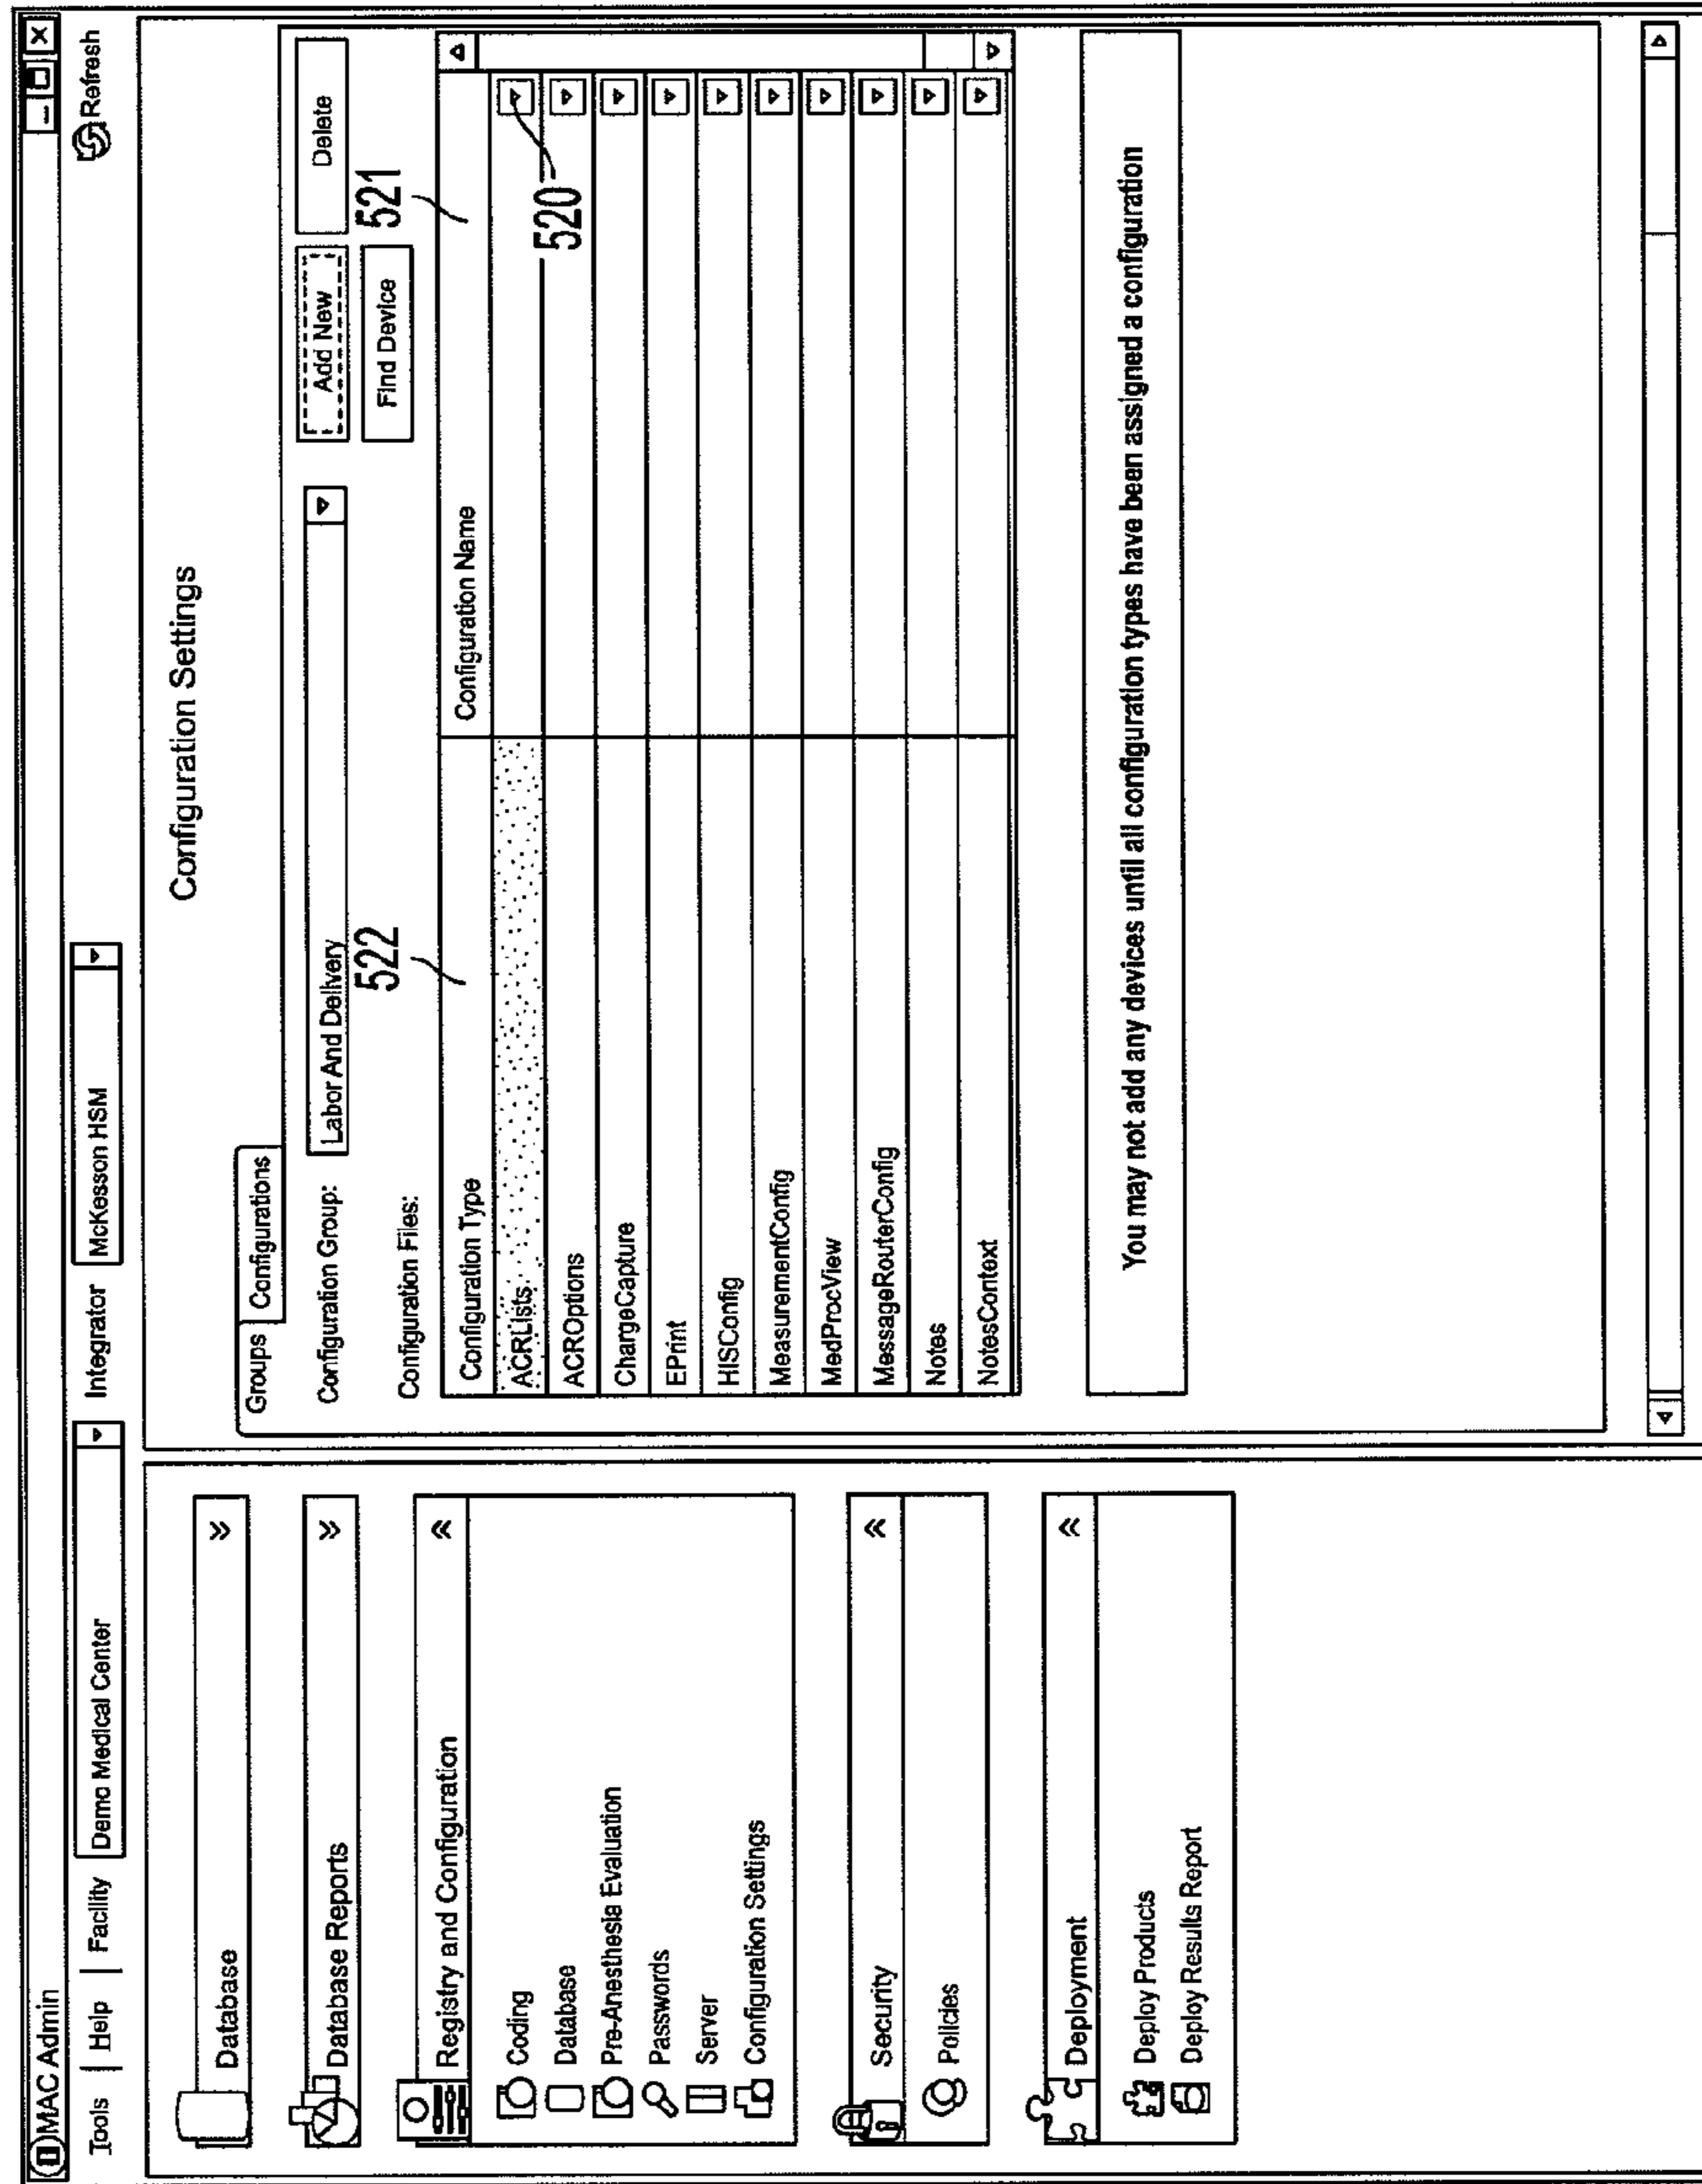 MAC Admin
Tools | Help | Facility Demo Medical Center Integrator McKesson HSM Refresh
Database
Database Reports
Registry and Configuration
Coding
Database
Pre-Anesthesia Evaluation
Passwords
Server
Configuration Settings
Security
Policies
Deployment
Deploy Products
Deploy Results Report
Configuration Settings
Groups Configurations
Configuration Group: Labor And Delivery Add New Delete
Find Device
Configuration Files:
522
521
Configuration Type Configuration Name
520
ACRLists
ACROptions
ChargeCapture
EPrint
HISConfig
MeasurementConfig
MedProcView
MessageRouterConfig
Notes
NotesContext
You may not add any devices until all configuration types have been assigned a configuration